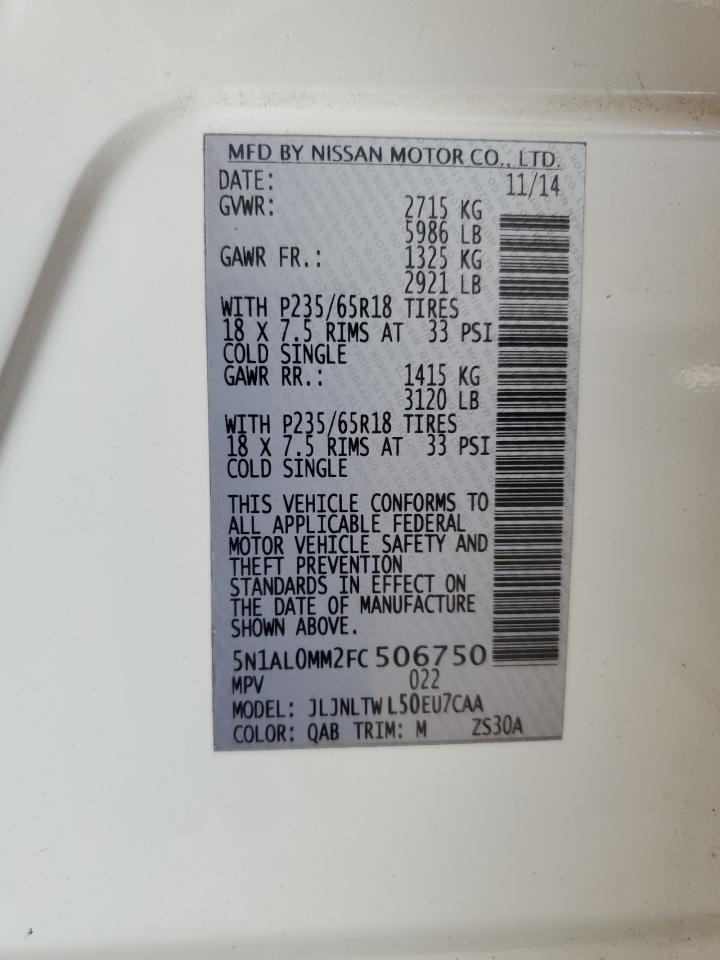 MFD BY NISSAN MOTOR CO., LTD.
DATE: 11/14
GVWR: 2715 KG
5986 LB
GAWR FR.: 1325 KG
2921 LB
WITH P235/65R18 TIRES
18 X 7.5 RIMS AT 33 PSI
COLD SINGLE
GAWR RR.: 1415 KG
3120 LB
WITH P235/65R18 TIRES
18 X 7.5 RIMS AT 33 PSI
COLD SINGLE
THIS VEHICLE CONFORMS TO
ALL APPLICABLE FEDERAL
MOTOR VEHICLE SAFETY AND
THEFT PREVENTION
STANDARDS IN EFFECT ON
THE DATE OF MANUFACTURE
SHOWN ABOVE.
5N1AL0MM2FC 506750
MPV 022
MODEL: JLJNLTW L50EU7CAA
COLOR: QAB TRIM: M ZS30A